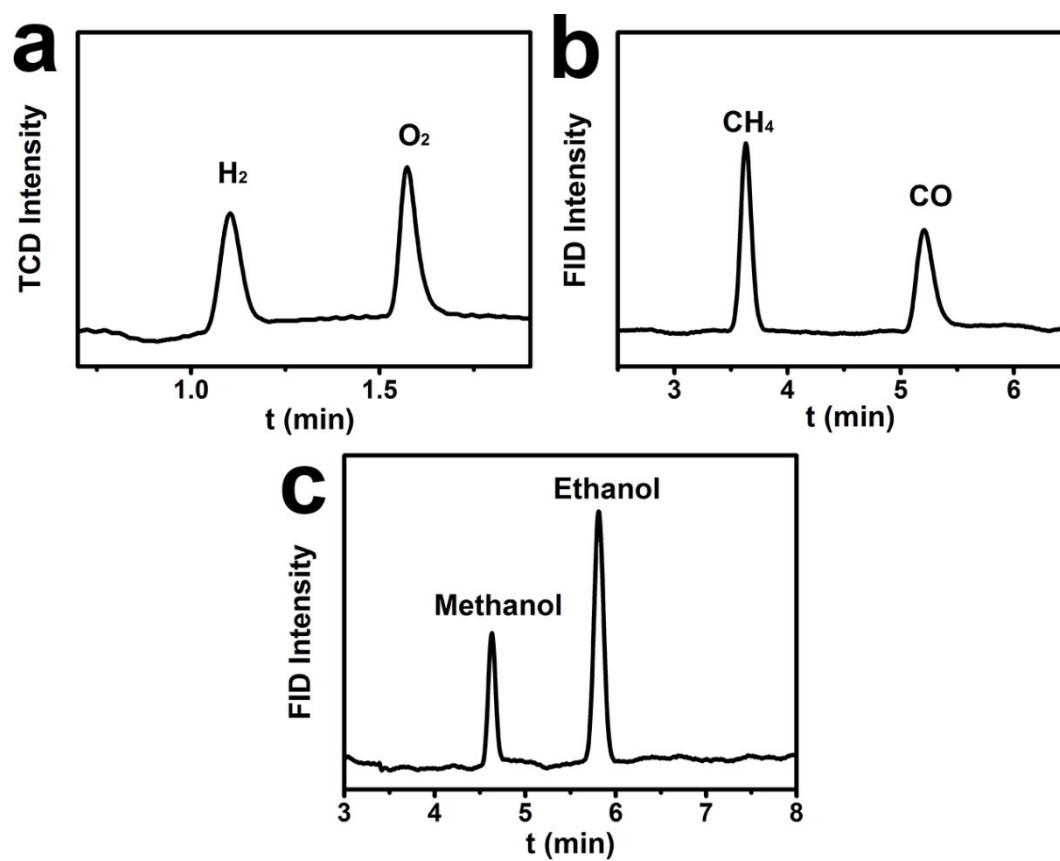 a
TCD Intensity
H₂
O₂
1.0 1.5
t (min)
b
FID Intensity
CH₄
CO
3 4 5 6
t (min)
c
FID Intensity
Ethanol
Methanol
3 4 5 6 7 8
t (min)